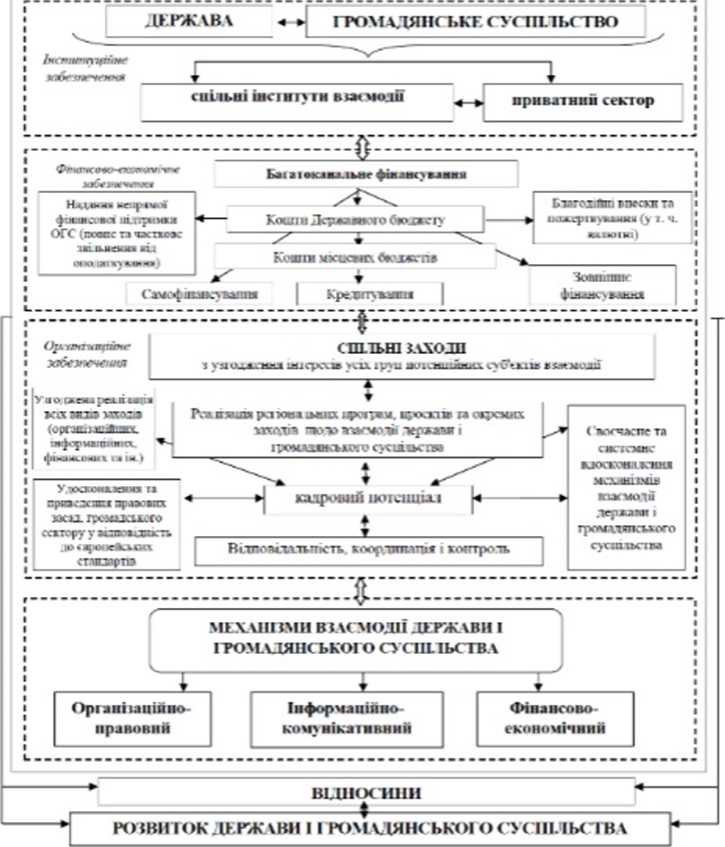 ДЕРЖАВА
ГРОМАДЯНСЬКЕ СУСПІЛЬСТВО
Інституційне
забезпечення
спільні інститути взаємодії
приватний сектор
Фінансово-економічне
забезпечення
Багатоканальне фінансування
Надання непрямої
фінансової підтримки
ОГС (повне та часткове
звільнення від
оподаткування)
Кошти Державного бюджету
Благодійні внески та
пожертвування (у т. ч.
валютні)
Кошти місцевих бюджетів
Самофінансування
Кредитування
Зовнішнє
фінансування
Організаційне
забезпечення
СПІЛЬНІ ЗАХОДИ
з узгодження інтересів усіх груп потенційних суб'єктів взаємодії
Узгоджена реалізація
всіх видів заходів
(організаційних,
інформаційних,
фінансових та ін.)
Реалізація регіональних програм, проєктів та окремих
заходів щодо взаємодії держави і
громадянського суспільства
Своєчасне та
системне
вдосконалення
механізмів
взаємодії
держави і
громадянського
суспільства
Удосконалення та
приведення правових
засад, громадського
сектору у відповідність
до європейських
стандартів
кадровий потенціал
Відповідальність, координація і контроль
МЕХАНІЗМИ ВЗАЄМОДІЇ ДЕРЖАВИ І
ГРОМАДЯНСЬКОГО СУСПІЛЬСТВА
Організаційно-
правовий
Інформаційно-
комунікативний
Фінансово-
економічний
ВІДНОСИНИ
РОЗВИТОК ДЕРЖАВИ І ГРОМАДЯНСЬКОГО СУСПІЛЬСТВА